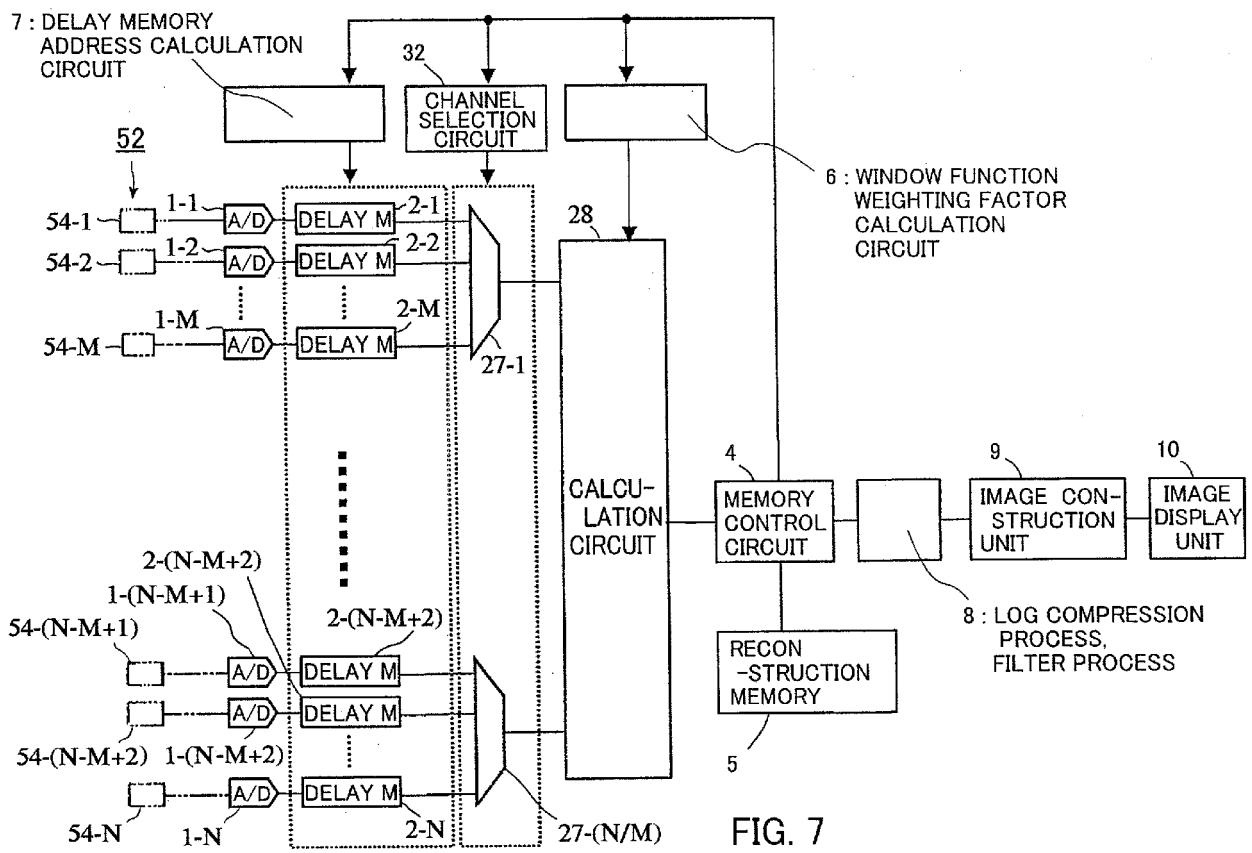 7 : DELAY MEMORY
ADDRESS CALCULATION
CIRCUIT
32
CHANNEL
SELECTION
CIRCUIT
6 : WINDOW FUNCTION
WEIGHTING FACTOR
CALCULATION
CIRCUIT
52
54-1
1-1
A/D
DELAY M
2-1
54-2
1-2
A/D
DELAY M
2-2
54-M
1-M
A/D
DELAY M
2-M
27-1
28
CALCU-
LATION
CIRCUIT
4
MEMORY
CONTROL
CIRCUIT
9
IMAGE CON-
-STRUCTION
UNIT
10
IMAGE
DISPLAY
UNIT
8 : LOG COMPRESSION
PROCESS,
FILTER PROCESS
RECON
-STRUCTION
MEMORY
5
2-(N-M+2)
1-(N-M+1)
2-(N-M+2)
54-(N-M+1)
A/D
DELAY M
A/D
DELAY M
54-(N-M+2)
1-(N-M+2)
A/D
DELAY M
54-N
1-N
2-N
27-(N/M)
FIG. 7